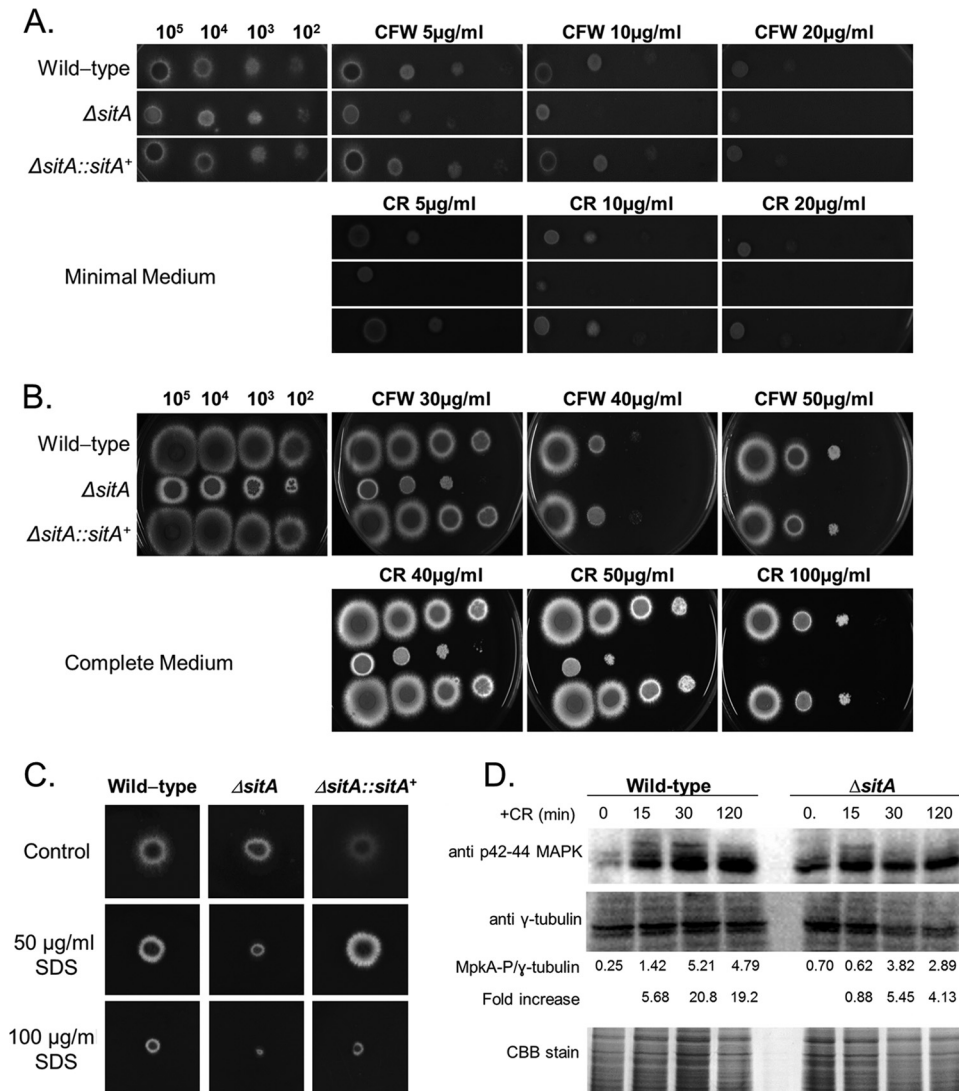 A.
10⁵ 10⁴ 10³ 10² CFW 5µg/ml CFW 10µg/ml CFW 20µg/ml
Wild–type
ΔsitA
ΔsitA::sitA⁺
CR 5µg/ml CR 10µg/ml CR 20µg/ml
Minimal Medium
B.
10⁵ 10⁴ 10³ 10² CFW 30µg/ml CFW 40µg/ml CFW 50µg/ml
Wild–type
ΔsitA
ΔsitA::sitA⁺
CR 40µg/ml CR 50µg/ml CR 100µg/ml
Complete Medium
C.
Wild–type ΔsitA ΔsitA::sitA⁺
Control
50 µg/ml
SDS
100 µg/m
SDS
D.
Wild-type ΔsitA
+CR (min) 0 15 30 120 0. 15 30 120
anti p42-44 MAPK
anti γ-tubulin
MpkA-P/γ-tubulin 0.25 1.42 5.21 4.79 0.70 0.62 3.82 2.89
Fold increase 5.68 20.8 19.2 0.88 5.45 4.13
CBB stain